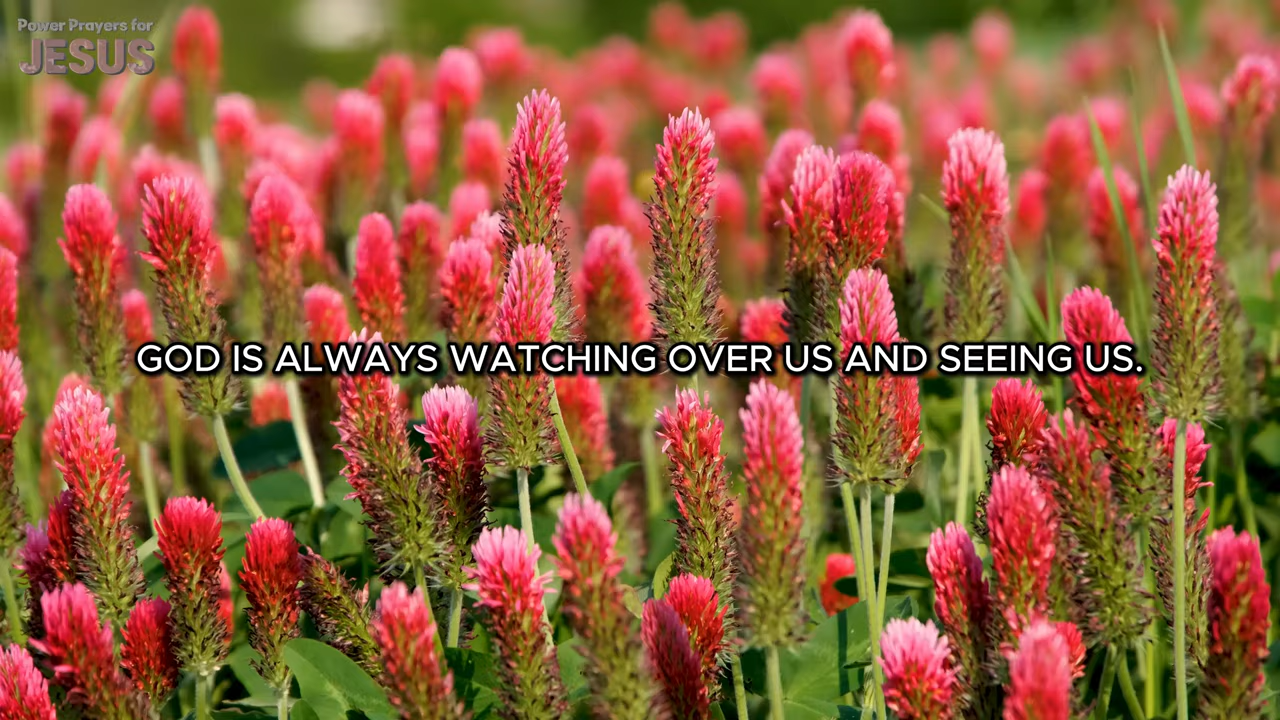 Power Prayers for
JESUS
GOD IS ALWAYS WATCHING OVER US AND SEEING US.